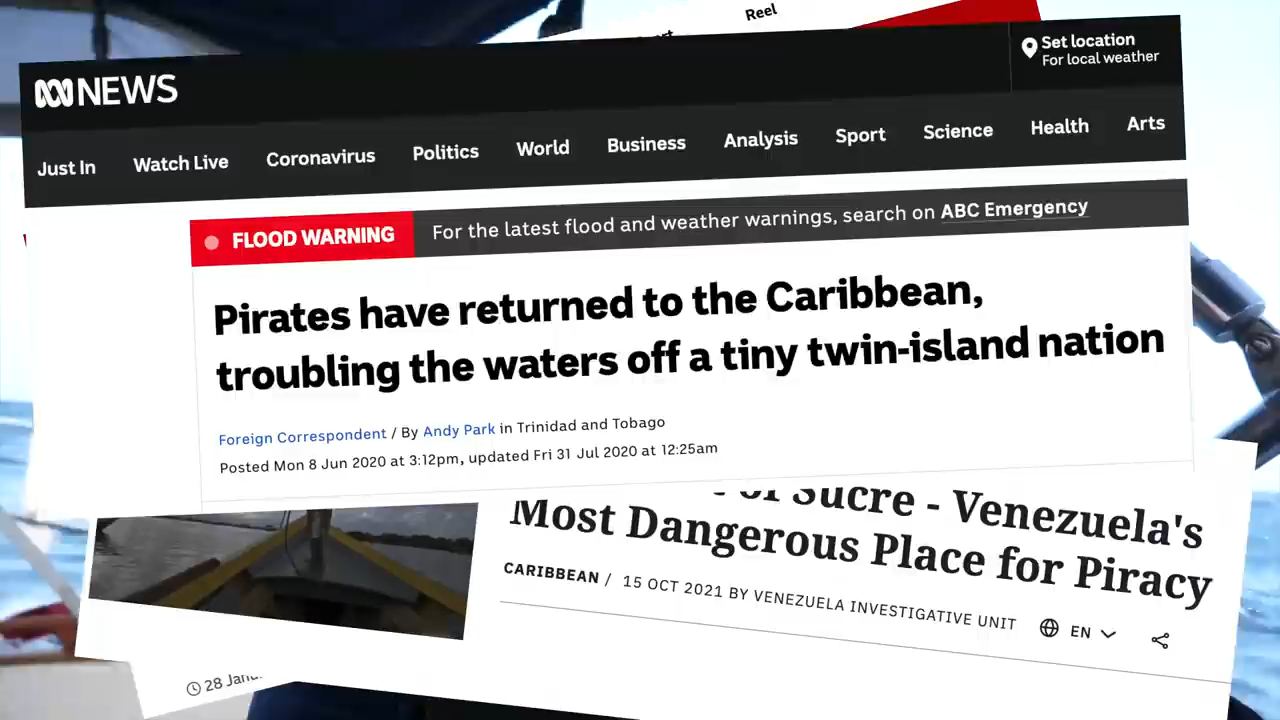 Reel
NEWS
Set location
For local weather
Just In Watch Live Coronavirus Politics World Business Analysis Sport Science Health Arts
FLOOD WARNING For the latest flood and weather warnings, search on ABC Emergency
Pirates have returned to the Caribbean,
troubling the waters off a tiny twin-island nation
Foreign Correspondent / By Andy Park in Trinidad and Tobago
Posted Mon 8 Jun 2020 at 3:12pm, updated Fri 31 Jul 2020 at 12:25am
of Sucre - Venezuela's
Most Dangerous Place for Piracy
CARIBBEAN / 15 OCT 2021 BY VENEZUELA INVESTIGATIVE UNIT
EN
28